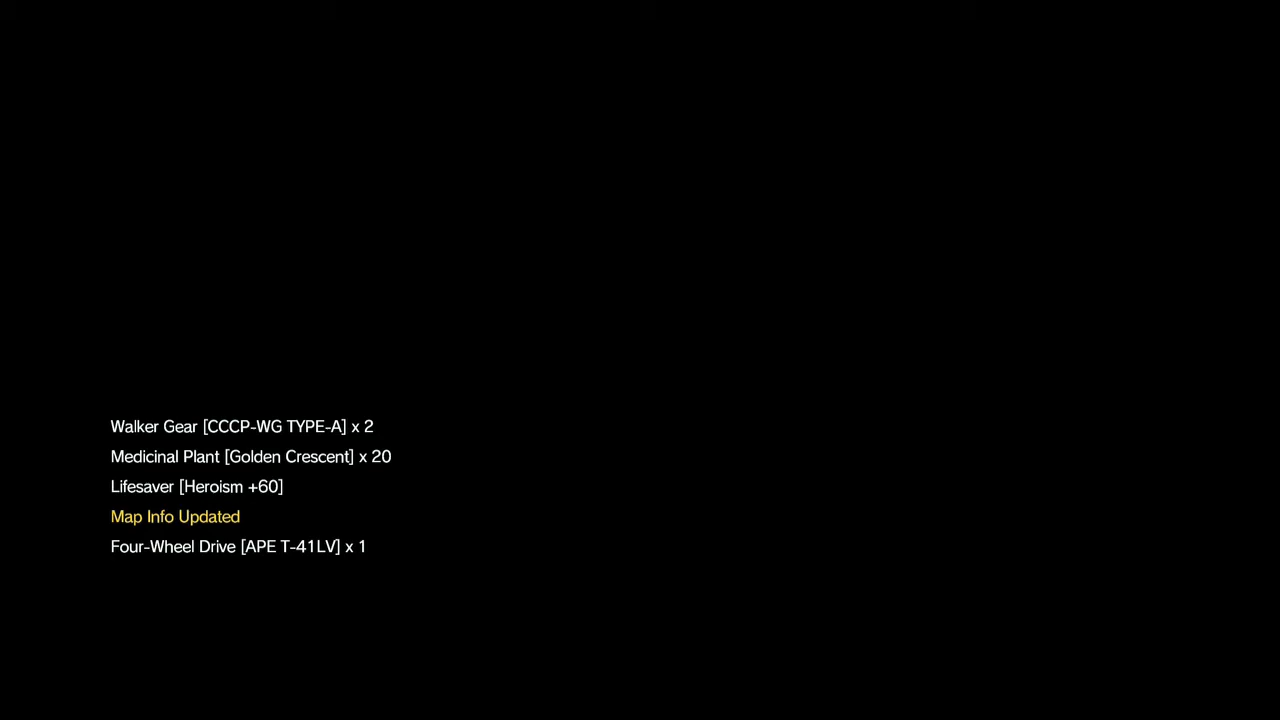 Walker Gear [CCCP-WG TYPE-A] x 2
Medicinal Plant [Golden Crescent] x 20
Lifesaver [Heroism +60]
Map Info Updated
Four-Wheel Drive [APE T-41LV] x 1